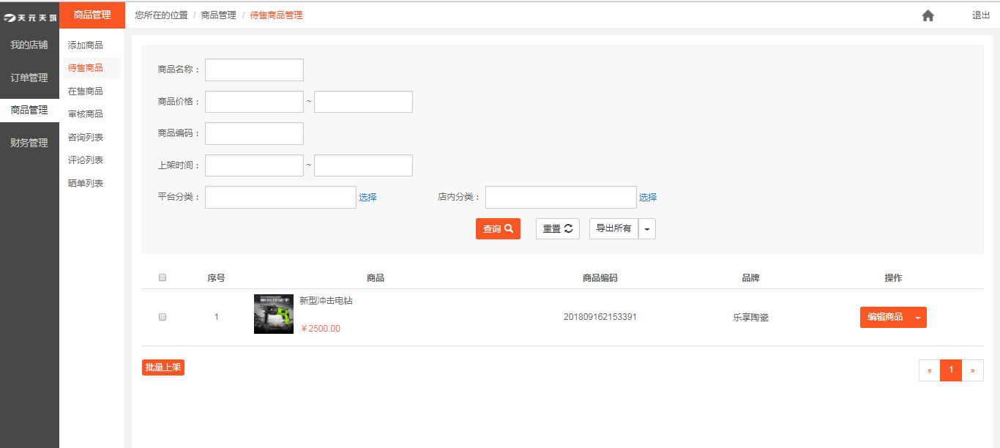 天元天筑
商品管理
您所在的位置 / 商品管理 / 待售商品管理
退出
我的店铺
订单管理
商品管理
财务管理
添加商品
待售商品
在售商品
审核商品
咨询列表
评论列表
晒单列表
商品名称：
商品价格： ~
商品编码：
上架时间： ~
平台分类： 选择 店内分类： 选择
查询 重置 导出所有
序号 商品 商品编码 品牌 操作
1 新型冲击电钻 201809162153391 乐享陶瓷 编辑商品
￥2500.00
批量上架
« 1 »